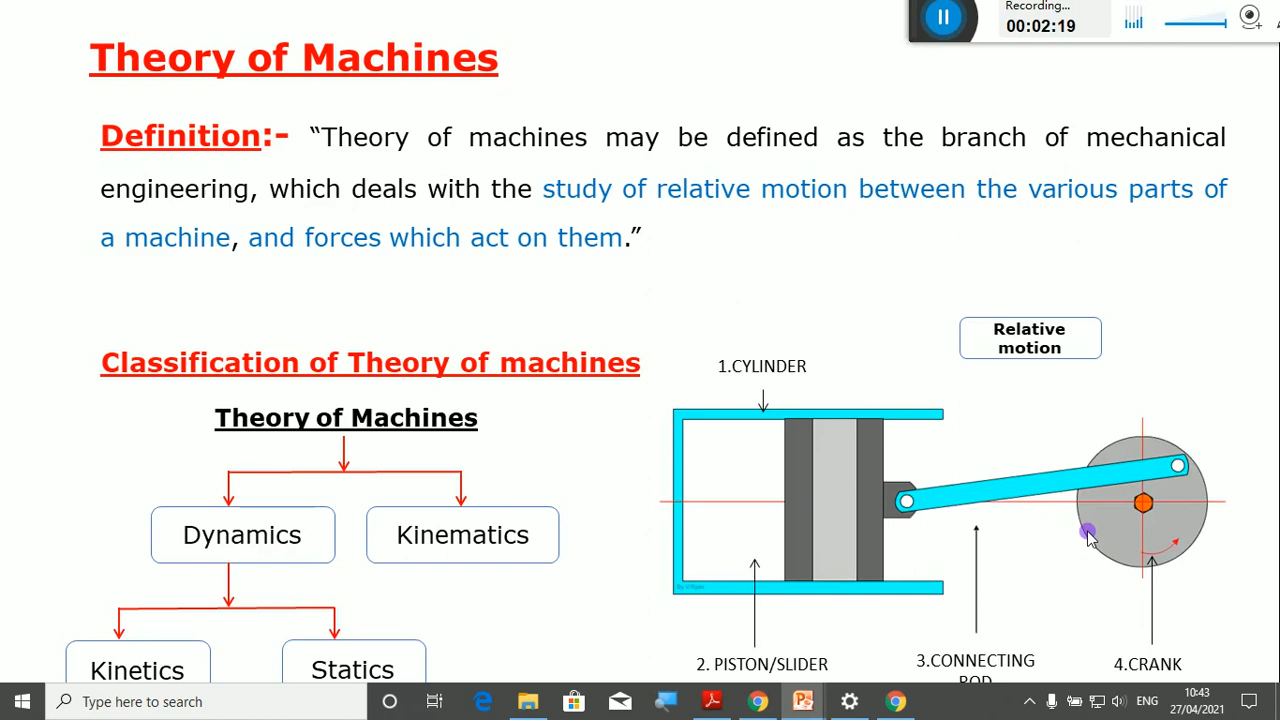 Recording...
00:02:19
Theory of Machines
Definition:- “Theory of machines may be defined as the branch of mechanical
engineering, which deals with the study of relative motion between the various parts of
a machine, and forces which act on them.”
Relative
motion
1.CYLINDER
Classification of Theory of machines
Theory of Machines
Dynamics
Kinematics
Kinetics
Statics
2. PISTON/SLIDER
3.CONNECTING
ROD
4.CRANK
Type here to search
ENG
10:43
27/04/2021